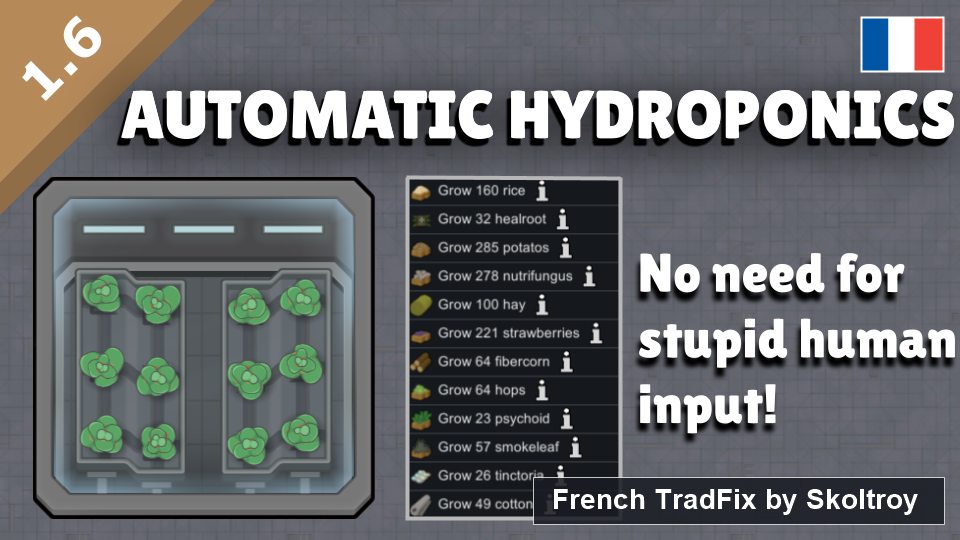 1.6
AUTOMATIC HYDROPONICS
Grow 160 rice
Grow 32 healroot
Grow 285 potatos
Grow 278 nutrifungus
Grow 100 hay
Grow 221 strawberries
Grow 64 fibercorn
Grow 64 hops
Grow 23 psychoid
Grow 57 smokeleaf
Grow 26 tinctoria
Grow 49 cotton
No need for
stupid human
input!
French TradFix by Skoltroy